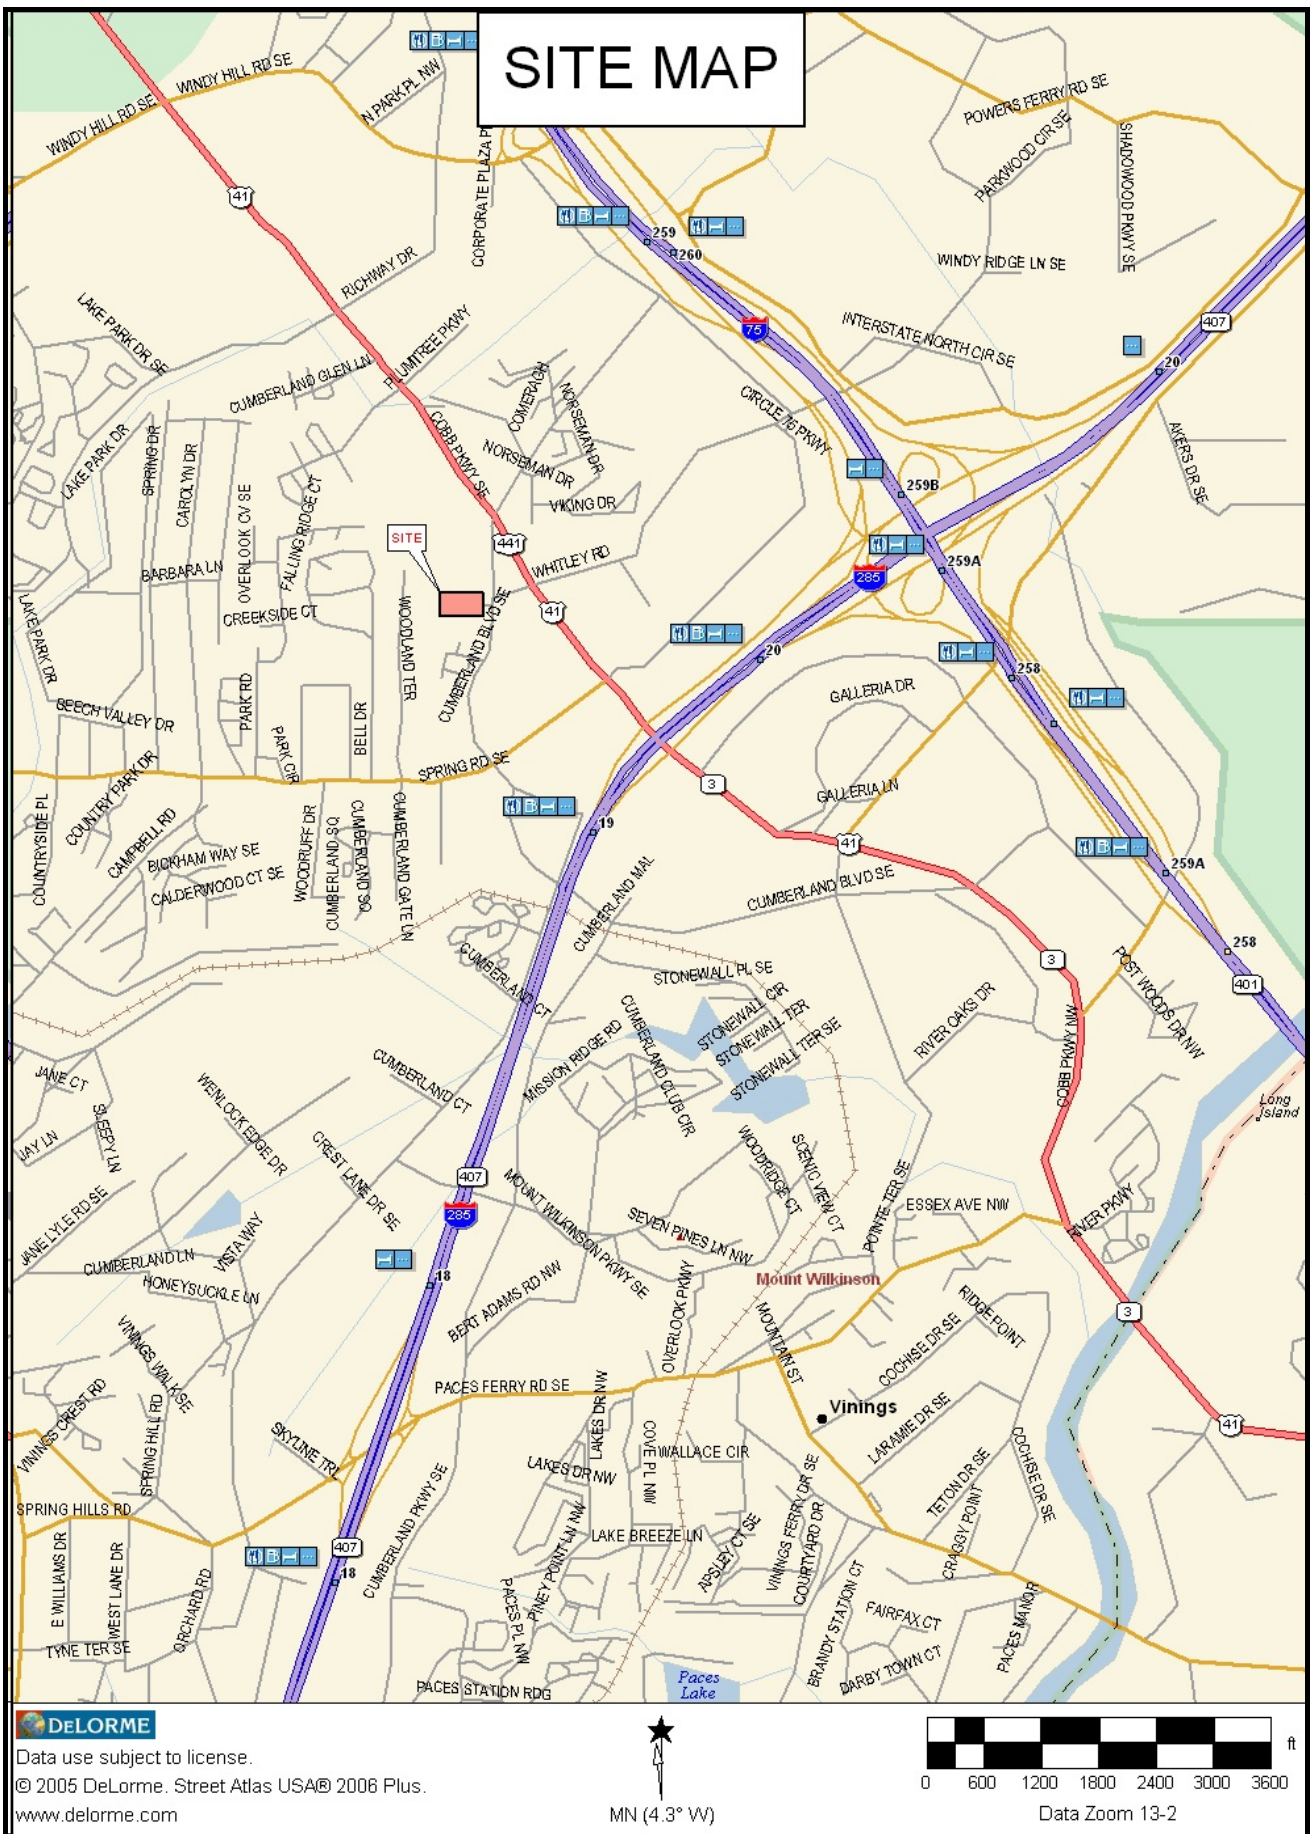 SITE MAP
WINDY HILL RD SE
WINDY HILL RD SE
N PARK PL NW
CORPORATE PLAZA P
POWERS FERRY RD SE
PARKWOOD CIR SE
SHADOWOOD PKWY SE
41
259
260
WINDY RIDGE LN SE
RICHWAY DR
75
407
INTERSTATE NORTH CIR SE
20
LAKE PARK DR SE
PLUMTREE PKWY
CUMBERLAND GLEN LN
COMERAGH
NORSEMAN DR
CIRCLE 75 PKWY
COBB PKWY SE
LAKE PARK DR
SPRING DR
CAROLYN DR
AKERS DR SE
NORSEMAN DR
VIKING DR
259B
OVERLOOK CV SE
FALLING RIDGE CT
SITE
441
WHITLEY RD
259A
285
BARBARA LN
41
CREEKSIDE CT
LAKE PARK DR
WOODLAND TER
CUMBERLAND BLVD SE
20
258
GALLERIA DR
BEECH VALLEY DR
PARK RD
PARK CIR
BELL DR
SPRING RD SE
COUNTRY PARK DR
3
GALLERIA LN
COUNTRYSIDE PL
CAMPBELL RD
19
41
BICKHAM WAY SE
CALDERWOOD CT SE
WOODRUFF DR
CUMBERLAND SQ
CUMBERLAND SQ
CUMBERLAND GATE LN
259A
CUMBERLAND MAL
CUMBERLAND BLVD SE
258
3
401
CUMBERLAND CT
STONEWALL PL SE
POST WOODS DR NW
STONEWALL CIR
STONEWALL TER
STONEWALL TER SE
RIVER OAKS DR
COBB PKWY NW
CUMBERLAND CLUB CIR
MISSION RIDGE RD
JANE CT
CUMBERLAND CT
WENLOCK EDGE DR
SLEEPY LN
JAY LN
Long
Island
CREST LANE DR SE
WOODRIDGE CT
SCENIC VIEW CT
407
MOUNT WILKINSON PKWY SE
POINTE TER SE
ESSEX AVE NW
RIVER PKWY
JANE LYLE RD SE
285
SEVEN PINES LN NW
VISTA WAY
CUMBERLAND LN
HONEYSUCKLE LN
18
Mount Wilkinson
BERT ADAMS RD NW
OVERLOOK PKWY
RIDGE POINT
3
MOUNTAIN ST
COCHISE DR SE
VININGS WALK SE
PACES FERRY RD SE
VININGS CREST RD
SPRING HILL RD
LAKES DR NW
Vinings
LARAMIE DR SE
41
SKYLINE TRL
COVE PL NW
WALLACE CIR
COCHISE DR SE
LAKES DR NW
VININGS FERRY DR SE
TETON DR SE
SPRING HILLS RD
CUMBERLAND PKWY SE
COURTYARD DR
CRAGGY POINT
LAKE BREEZE LN
APSLEY CT SE
407
18
E WILLIAMS DR
WEST LANE DR
ORCHARD RD
PINEY POINT LN NW
PACES PL NW
BRANDY STATION CT
FAIRFAX CT
PACES MANOR
TYNE TER SE
DARBY TOWN CT
PACES STATION RDG
Paces
Lake
DELORME
Data use subject to license.
© 2005 DeLorme. Street Atlas USA® 2006 Plus.
www.delorme.com
MN (4.3° W)
ft
0 600 1200 1800 2400 3000 3600
Data Zoom 13-2